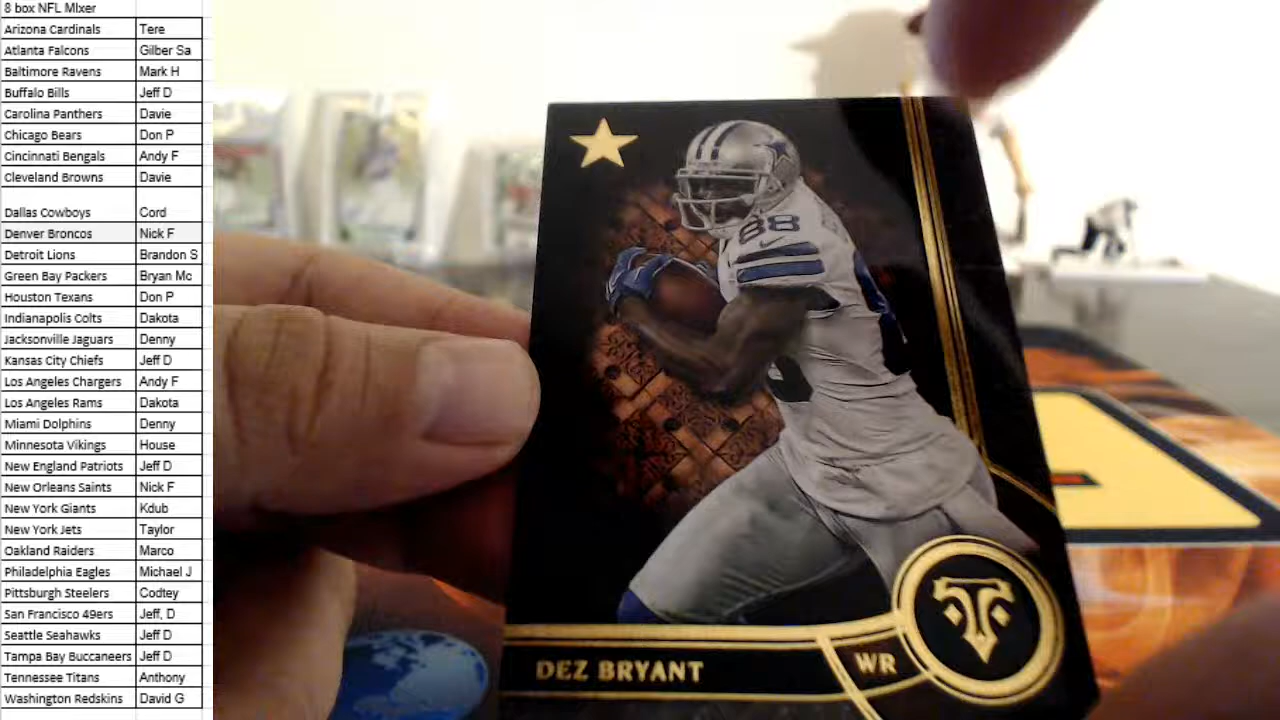 8 box NFL MIxer
Arizona Cardinals Tere
Atlanta Falcons Gilber Sa
Baltimore Ravens Mark H
Buffalo Bills Jeff D
Carolina Panthers Davie
Chicago Bears Don P
Cincinnati Bengals Andy F
Cleveland Browns Davie
Dallas Cowboys Cord
Denver Broncos Nick F
Detroit Lions Brandon S
Green Bay Packers Bryan Mc
Houston Texans Don P
Indianapolis Colts Dakota
Jacksonville Jaguars Denny
Kansas City Chiefs Jeff D
Los Angeles Chargers Andy F
Los Angeles Rams Dakota
Miami Dolphins Denny
Minnesota Vikings House
New England Patriots Jeff D
New Orleans Saints Nick F
New York Giants Kdub
New York Jets Taylor
Oakland Raiders Marco
Philadelphia Eagles Michael J
Pittsburgh Steelers Codtey
San Francisco 49ers Jeff, D
Seattle Seahawks Jeff D
Tampa Bay Buccaneers Jeff D
Tennessee Titans Anthony
Washington Redskins David G
88
DEZ BRYANT WR